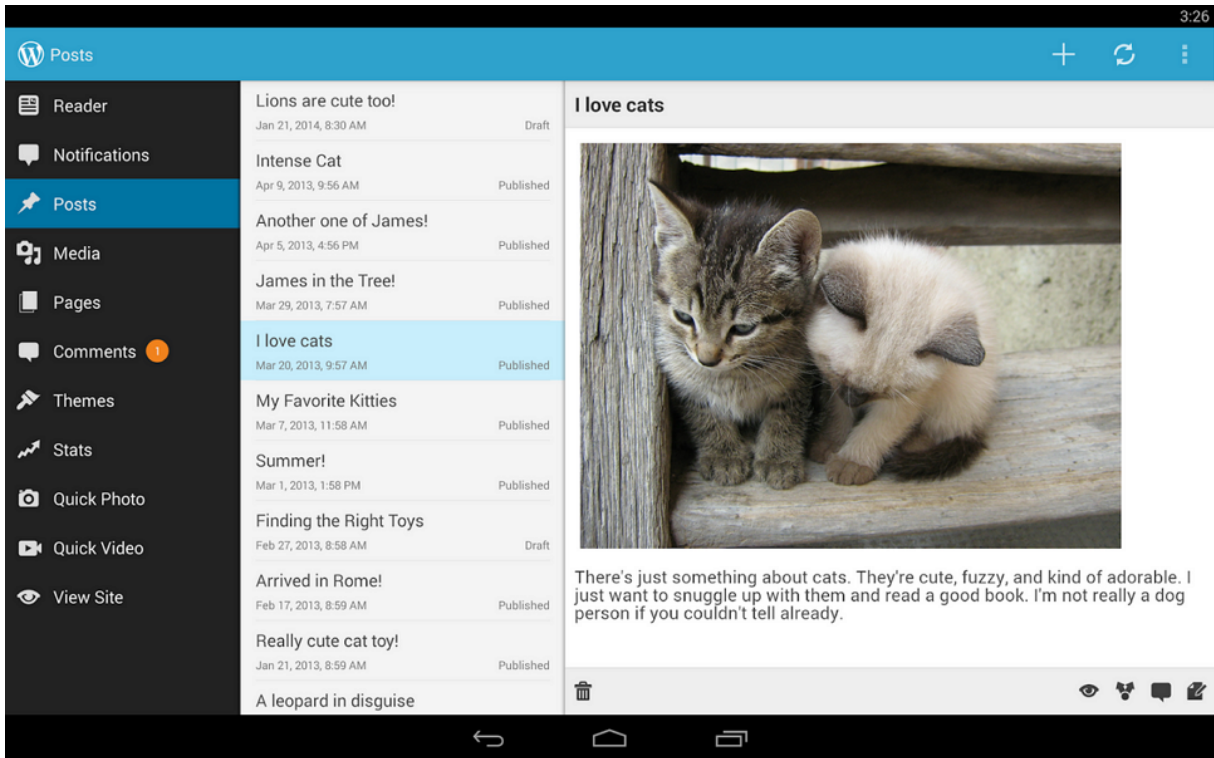 3:26
Posts
Reader
Notifications
Posts
Media
Pages
Comments 1
Themes
Stats
Quick Photo
Quick Video
View Site
Lions are cute too!
Jan 21, 2014, 8:30 AM Draft
Intense Cat
Apr 9, 2013, 9:56 AM Published
Another one of James!
Apr 5, 2013, 4:56 PM Published
James in the Tree!
Mar 29, 2013, 7:57 AM Published
I love cats
Mar 20, 2013, 9:57 AM Published
My Favorite Kitties
Mar 7, 2013, 11:58 AM Published
Summer!
Mar 1, 2013, 1:58 PM Published
Finding the Right Toys
Feb 27, 2013, 8:58 AM Draft
Arrived in Rome!
Feb 17, 2013, 8:59 AM Published
Really cute cat toy!
Jan 21, 2013, 8:59 AM Published
A leopard in disguise
I love cats
There's just something about cats. They're cute, fuzzy, and kind of adorable. I
just want to snuggle up with them and read a good book. I'm not really a dog
person if you couldn't tell already.